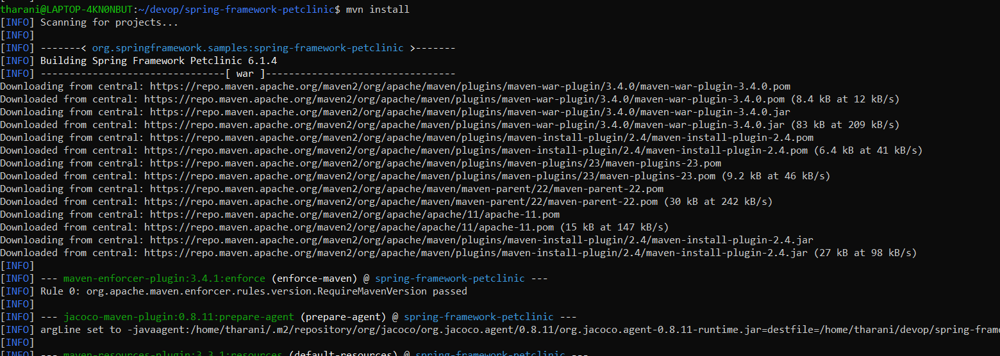 tharani@LAPTOP-4KN0NBUT:~/devop/spring-framework-petclinic$ mvn install
[INFO] Scanning for projects...
[INFO]
[INFO] -------< org.springframework.samples:spring-framework-petclinic >-------
[INFO] Building Spring Framework Petclinic 6.1.4
[INFO] --------------------------------[ war ]---------------------------------
Downloading from central: https://repo.maven.apache.org/maven2/org/apache/maven/plugins/maven-war-plugin/3.4.0/maven-war-plugin-3.4.0.pom
Downloaded from central: https://repo.maven.apache.org/maven2/org/apache/maven/plugins/maven-war-plugin/3.4.0/maven-war-plugin-3.4.0.pom (8.4 kB at 12 kB/s)
Downloading from central: https://repo.maven.apache.org/maven2/org/apache/maven/plugins/maven-war-plugin/3.4.0/maven-war-plugin-3.4.0.jar
Downloaded from central: https://repo.maven.apache.org/maven2/org/apache/maven/plugins/maven-war-plugin/3.4.0/maven-war-plugin-3.4.0.jar (83 kB at 209 kB/s)
Downloading from central: https://repo.maven.apache.org/maven2/org/apache/maven/plugins/maven-install-plugin/2.4/maven-install-plugin-2.4.pom
Downloaded from central: https://repo.maven.apache.org/maven2/org/apache/maven/plugins/maven-install-plugin/2.4/maven-install-plugin-2.4.pom (6.4 kB at 41 kB/s)
Downloading from central: https://repo.maven.apache.org/maven2/org/apache/maven/plugins/maven-plugins/23/maven-plugins-23.pom
Downloaded from central: https://repo.maven.apache.org/maven2/org/apache/maven/plugins/maven-plugins/23/maven-plugins-23.pom (9.2 kB at 46 kB/s)
Downloading from central: https://repo.maven.apache.org/maven2/org/apache/maven/maven-parent/22/maven-parent-22.pom
Downloaded from central: https://repo.maven.apache.org/maven2/org/apache/maven/maven-parent/22/maven-parent-22.pom (30 kB at 242 kB/s)
Downloading from central: https://repo.maven.apache.org/maven2/org/apache/apache/11/apache-11.pom
Downloaded from central: https://repo.maven.apache.org/maven2/org/apache/apache/11/apache-11.pom (15 kB at 147 kB/s)
Downloading from central: https://repo.maven.apache.org/maven2/org/apache/maven/plugins/maven-install-plugin/2.4/maven-install-plugin-2.4.jar
Downloaded from central: https://repo.maven.apache.org/maven2/org/apache/maven/plugins/maven-install-plugin/2.4/maven-install-plugin-2.4.jar (27 kB at 98 kB/s)
[INFO]
[INFO] --- maven-enforcer-plugin:3.4.1:enforce (enforce-maven) @ spring-framework-petclinic ---
[INFO] Rule 0: org.apache.maven.enforcer.rules.version.RequireMavenVersion passed
[INFO]
[INFO] --- jacoco-maven-plugin:0.8.11:prepare-agent (prepare-agent) @ spring-framework-petclinic ---
[INFO] argLine set to -javaagent:/home/tharani/.m2/repository/org/jacoco/org.jacoco.agent/0.8.11/org.jacoco.agent-0.8.11-runtime.jar=destfile=/home/tharani/devop/spring-frame
[INFO]
[INFO] --- maven-resources-plugin:3.3.1:resources (default-resources) @ spring-framework-petclinic ---